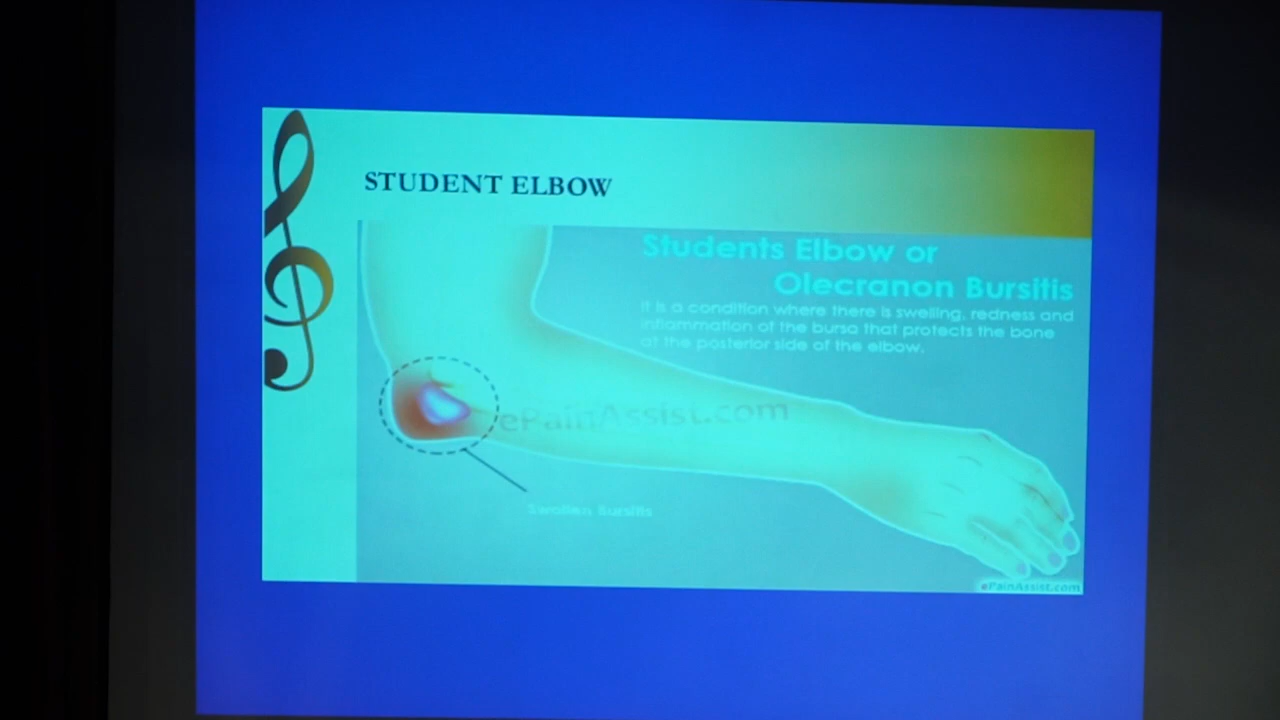 STUDENT ELBOW
Students Elbow or
Olecranon Bursitis
It is a condition where there is swelling, redness and
inflammation of the bursa that protects the bone
at the posterior side of the elbow.
ePainAssist.com
Swollen Bursitis
ePainAssist.com